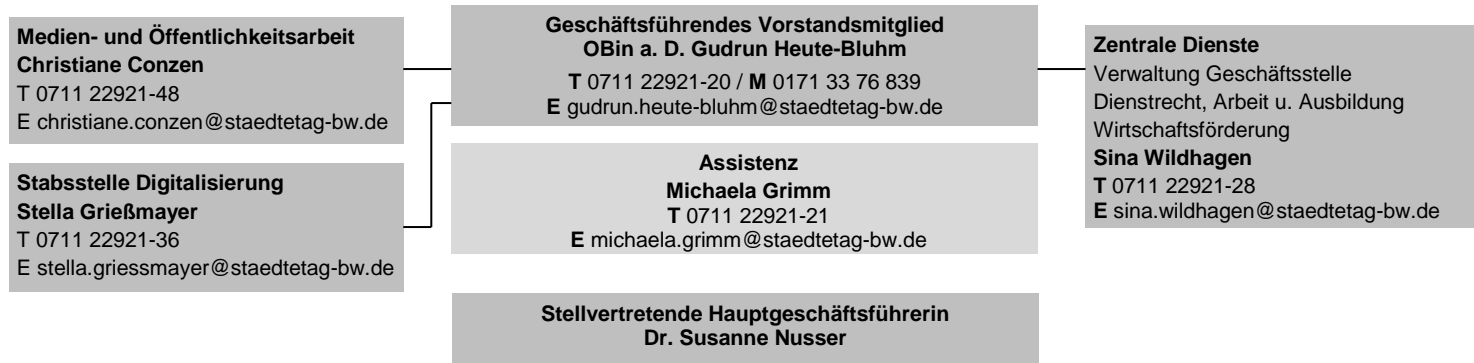 Medien- und Öffentlichkeitsarbeit
Christiane Conzen
T 0711 22921-48
E christiane.conzen@staedtetag-bw.de
Stabsstelle Digitalisierung
Stella Grießmayer
T 0711 22921-36
E stella.griessmayer@staedtetag-bw.de
Geschäftsführendes Vorstandsmitglied
OBin a. D. Gudrun Heute-Bluhm
T 0711 22921-20 / M 0171 33 76 839
E gudrun.heute-bluhm@staedtetag-bw.de
Assistenz
Michaela Grimm
T 0711 22921-21
E michaela.grimm@staedtetag-bw.de
Stellvertretende Hauptgeschäftsführerin
Dr. Susanne Nusser
Zentrale Dienste
Verwaltung Geschäftsstelle
Dienstrecht, Arbeit u. Ausbildung
Wirtschaftsförderung
Sina Wildhagen
T 0711 22921-28
E sina.wildhagen@staedtetag-bw.de